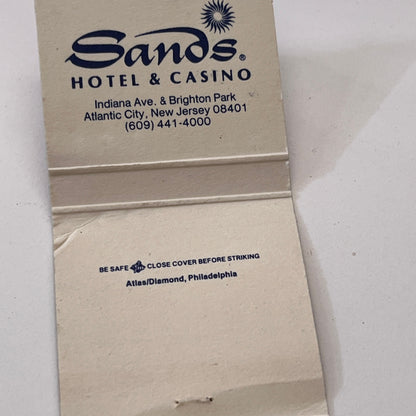 Sands®
HOTEL & CASINO
Indiana Ave. & Brighton Park
Atlantic City, New Jersey 08401
(609) 441-4000
BE SAFE CLOSE COVER BEFORE STRIKING
Atlas/Diamond, Philadelphia